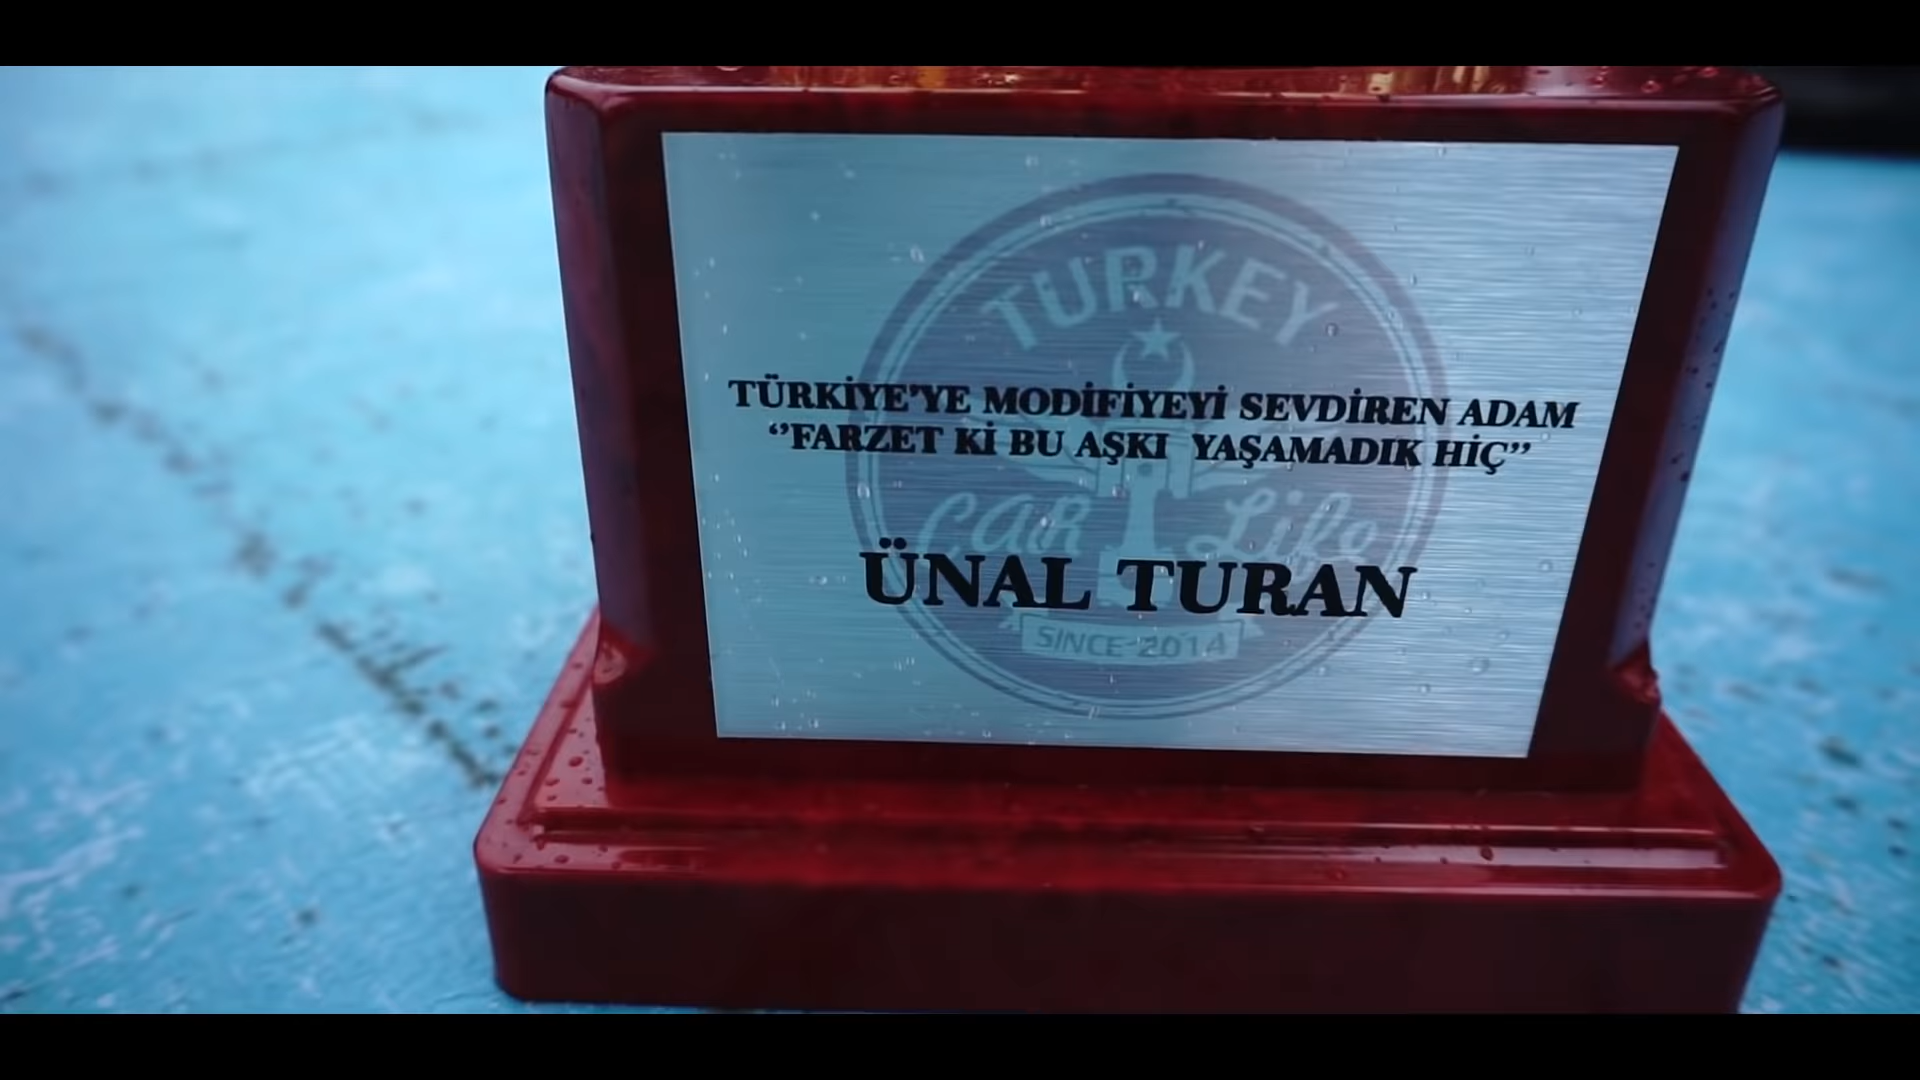 TURKEY
TÜRKİYE'YE MODİFİYEYİ SEVDİREN ADAM
‘’FARZET Kİ BU AŞKI YAŞAMADIK HİÇ’’
CAR Life
ÜNAL TURAN
SINCE 2014